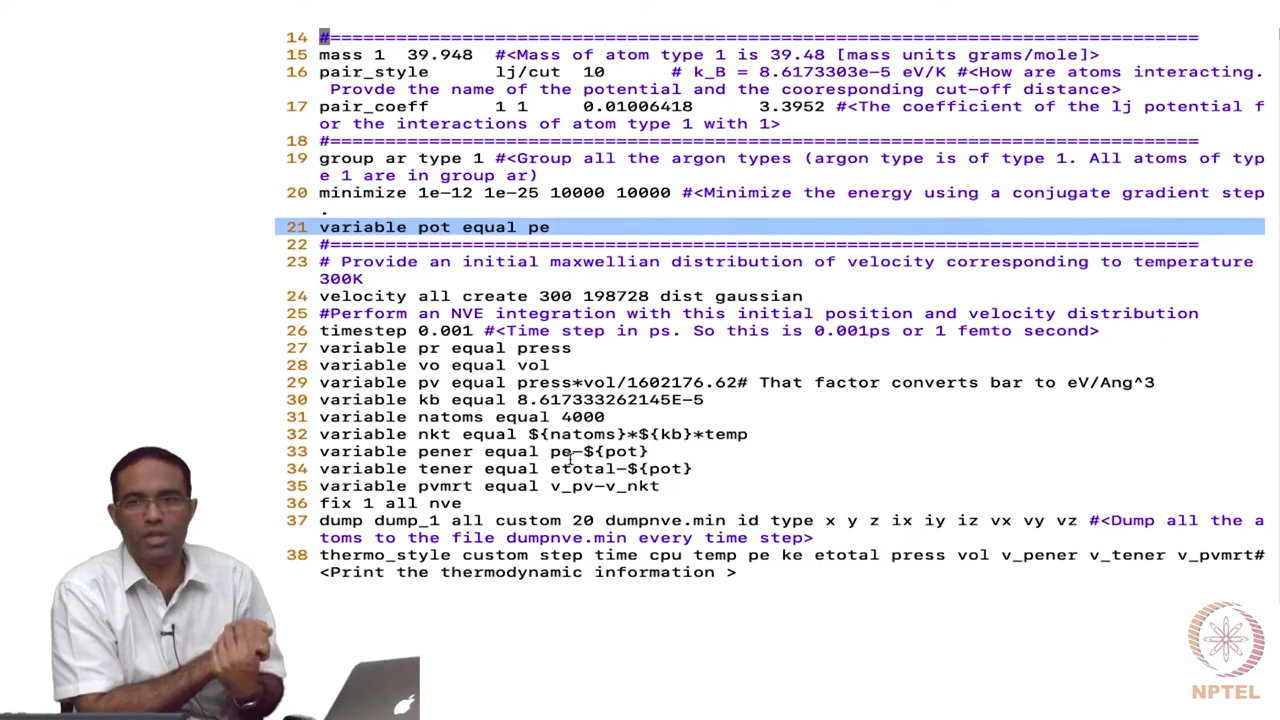 14 #================================================================================
15 mass 1  39.948  #<Mass of atom type 1 is 39.48 [mass units grams/mole]>
16 pair_style      lj/cut  10      # k_B = 8.6173303e-5 eV/K #<How are atoms interacting.
Provde the name of the potential and the cooresponding cut-off distance>
17 pair_coeff      1 1     0.01006418      3.3952 #<The coefficient of the lj potential f
or the interactions of atom type 1 with 1>
18 #================================================================================
19 group ar type 1 #<Group all the argon types (argon type is of type 1. All atoms of typ
e 1 are in group ar)
20 minimize 1e-12 1e-25 10000 10000 #<Minimize the energy using a conjugate gradient step
.
21 variable pot equal pe
22 #================================================================================
23 # Provide an initial maxwellian distribution of velocity corresponding to temperature
300K
24 velocity all create 300 198728 dist gaussian
25 #Perform an NVE integration with this initial position and velocity distribution
26 timestep 0.001 #<Time step in ps. So this is 0.001ps or 1 femto second>
27 variable pr equal press
28 variable vo equal vol
29 variable pv equal press*vol/1602176.62# That factor converts bar to eV/Ang^3
30 variable kb equal 8.617333262145E-5
31 variable natoms equal 4000
32 variable nkt equal ${natoms}*${kb}*temp
33 variable pener equal pe-${pot}
34 variable tener equal etotal-${pot}
35 variable pvmrt equal v_pv-v_nkt
36 fix 1 all nve
37 dump dump_1 all custom 20 dumpnve.min id type x y z ix iy iz vx vy vz #<Dump all the a
toms to the file dumpnve.min every time step>
38 thermo_style custom step time cpu temp pe ke etotal press vol v_pener v_tener v_pvmrt#
<Print the thermodynamic information >
NPTEL